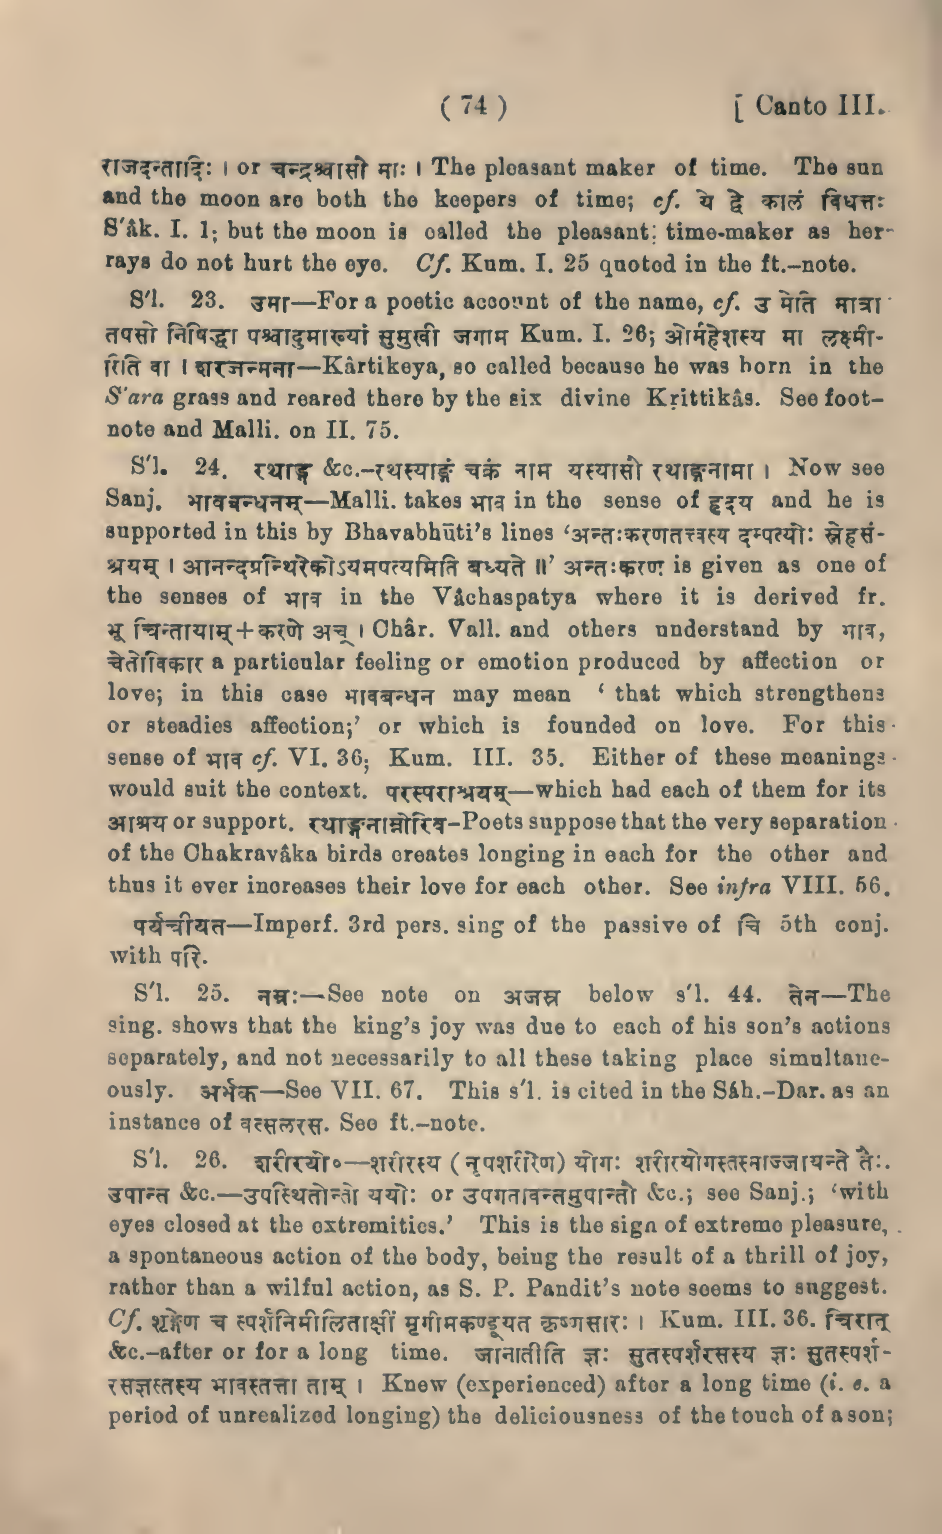 ( 74 ) [ Canto III.
राजदन्तादिः । or चन्द्रश्चासौ माः । The pleasant maker of time. The sun
and the moon are both the keepers of time; cf. ये द्वे कालं विधत्तः
S'âk. I. 1; but the moon is called the pleasant: time-maker as her-
rays do not hurt the eye. Cf. Kum. I. 25 quoted in the ft.-note.
S'l. 23. उमा—For a poetic account of the name, cf. उ मेति मात्रा
तपसो निषिद्धा पश्चादुमाख्यां सुमुखी जगाम Kum. I. 26; ओर्महेशस्य मा लक्ष्मी-
रिति वा । शरजन्मना—Kârtikeya, so called because he was born in the
S'ara grass and reared there by the six divine Kṛittikâs. See foot-
note and Malli. on II. 75.
S'l. 24. रथाङ्ग &c.-रथस्याङ्गं चक्रं नाम यस्यासौ रथाङ्गनामा । Now see
Sanj. भावबन्धनम्—Malli. takes भाव in the sense of हृदय and he is
supported in this by Bhavabhūti's lines 'अन्तःकरणतत्त्वस्य दम्पत्योः स्नेहसं-
श्रयम् । आनन्दग्रन्थिरेकोऽयमपत्यमिति बध्यते ॥' अन्तःकरण is given as one of
the senses of भाव in the Vâchaspatya where it is derived fr.
भू चिन्तायाम्+करणे अच् । Châr. Vall. and others understand by भाव,
चेतोविकार a particular feeling or emotion produced by affection or
love; in this case भावबन्धन may mean ' that which strengthens
or steadies affection;' or which is founded on love. For this
sense of भाव cf. VI. 36; Kum. III. 35. Either of these meanings
would suit the context. परस्पराश्रयम्—which had each of them for its
आश्रय or support. रथाङ्गनाम्नोरिव-Poets suppose that the very separation
of the Chakravâka birds creates longing in each for the other and
thus it ever increases their love for each other. See infra VIII. 56.
पर्यचीयत—Imperf. 3rd pers. sing of the passive of चि 5th conj.
with परि.
S'l. 25. नम्रः—See note on अजस्र below s'l. 44. तेन—The
sing. shows that the king's joy was due to each of his son's actions
separately, and not necessarily to all these taking place simultane-
ously. अर्भक—See VII. 67. This s'l. is cited in the Sâh.-Dar. as an
instance of वत्सलरस. See ft.-note.
S'l. 26. शरीरयो०—शरीरस्य ( नृपशरीरेण ) योगः शरीरयोगस्तस्माज्जायन्ते तैः.
उपान्त &c.—उपस्थितोन्तो ययोः or उपगतावन्तमुपान्तौ &c.; see Sanj.; 'with
eyes closed at the extremities.' This is the sign of extreme pleasure,
a spontaneous action of the body, being the result of a thrill of joy,
rather than a wilful action, as S. P. Pandit's note seems to suggest.
Cf. शृङ्गेण च स्पर्शनिमीलिताक्षीं मृगीमकण्डूयत कृष्णसारः । Kum. III. 36. चिरात्
&c.-after or for a long time. जानातीति ज्ञः सुतस्पर्शरसस्य ज्ञः सुतस्पर्श-
रसज्ञस्तस्य भावस्तत्ता ताम् । Knew (experienced) after a long time (i. e. a
period of unrealized longing) the deliciousness of the touch of a son;